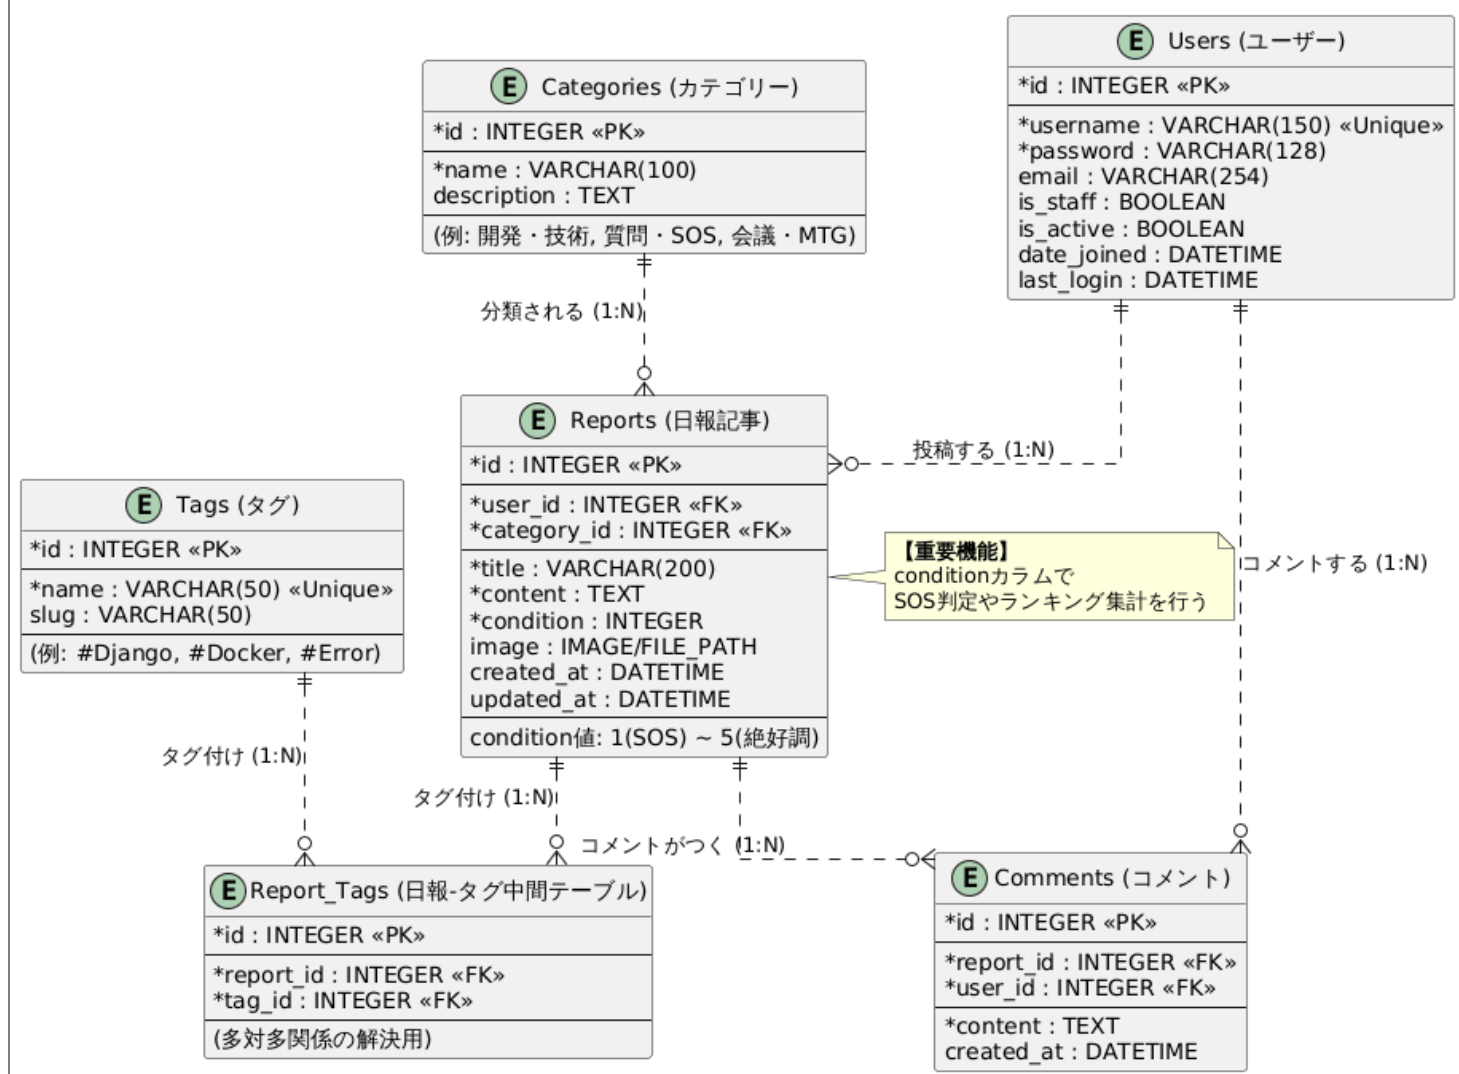 E Users (ユーザー)
*id : INTEGER «PK»
*username : VARCHAR(150) «Unique»
*password : VARCHAR(128)
email : VARCHAR(254)
is_staff : BOOLEAN
is_active : BOOLEAN
date_joined : DATETIME
last_login : DATETIME
E Categories (カテゴリー)
*id : INTEGER «PK»
*name : VARCHAR(100)
description : TEXT
(例: 開発・技術, 質問・SOS, 会議・MTG)
分類される (1:N)
E Reports (日報記事)
*id : INTEGER «PK»
*user_id : INTEGER «FK»
*category_id : INTEGER «FK»
*title : VARCHAR(200)
*content : TEXT
*condition : INTEGER
image : IMAGE/FILE_PATH
created_at : DATETIME
updated_at : DATETIME
condition値: 1(SOS) ~ 5(絶好調)
投稿する (1:N)
【重要機能】
conditionカラムで
SOS判定やランキング集計を行う
コメントする (1:N)
E Tags (タグ)
*id : INTEGER «PK»
*name : VARCHAR(50) «Unique»
slug : VARCHAR(50)
(例: #Django, #Docker, #Error)
タグ付け (1:N)
タグ付け (1:N)
コメントがつく (1:N)
E Report_Tags (日報-タグ中間テーブル)
*id : INTEGER «PK»
*report_id : INTEGER «FK»
*tag_id : INTEGER «FK»
(多対多関係の解決用)
E Comments (コメント)
*id : INTEGER «PK»
*report_id : INTEGER «FK»
*user_id : INTEGER «FK»
*content : TEXT
created_at : DATETIME